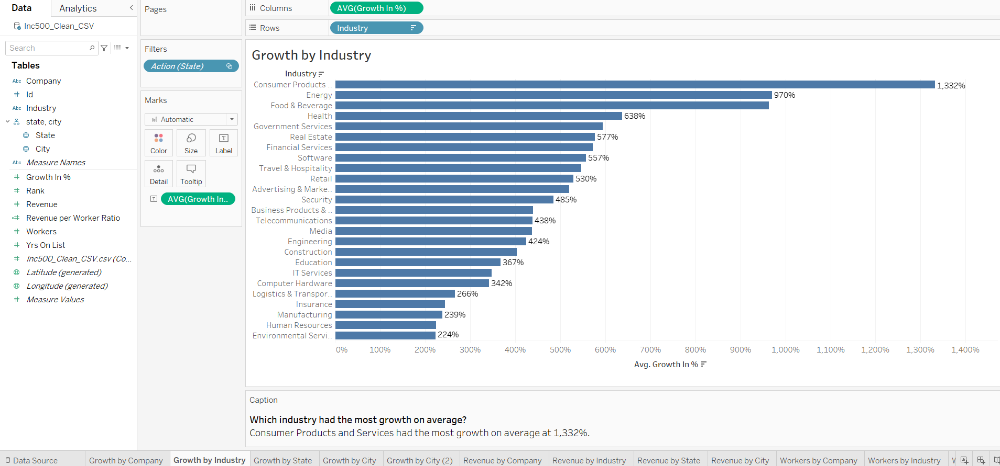 Data
Analytics
Inc500_Clean_CSV
Search
Tables
Abc Company
# Id
Abc Industry
state, city
State
City
Abc Measure Names
# Growth In %
# Rank
# Revenue
=# Revenue per Worker Ratio
# Workers
# Yrs On List
# Inc500_Clean_CSV.csv (Co...
Latitude (generated)
Longitude (generated)
# Measure Values
Pages
Filters
Action (State)
Marks
Automatic
Color
Size
T Label
Detail
Tooltip
T AVG(Growth In..
Columns AVG(Growth In %)
Rows Industry
Growth by Industry
Industry
Consumer Products .. 1,332%
Energy 970%
Food & Beverage
Health 638%
Government Services
Real Estate 577%
Financial Services
Software 557%
Travel & Hospitality
Retail 530%
Advertising & Marke..
Security 485%
Business Products & ..
Telecommunications 438%
Media
Engineering 424%
Construction
Education 367%
IT Services
Computer Hardware 342%
Logistics & Transpor.. 266%
Insurance
Manufacturing 239%
Human Resources
Environmental Servi.. 224%
0% 100% 200% 300% 400% 500% 600% 700% 800% 900% 1,000% 1,100% 1,200% 1,300% 1,400%
Avg. Growth In %
Caption
Which industry had the most growth on average?
Consumer Products and Services had the most growth on average at 1,332%.
Data Source
Growth by Company
Growth by Industry
Growth by State
Growth by City
Growth by City (2)
Revenue by Company
Revenue by Industry
Revenue by State
Revenue by City
Workers by Company
Workers by Industry